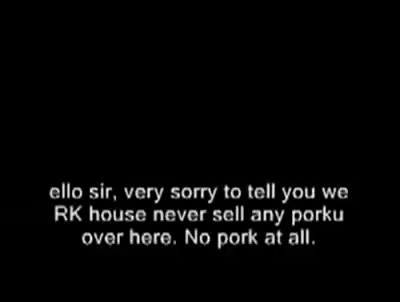 ello sir, very sorry to tell you we
RK house never sell any porku
over here. No pork at all.